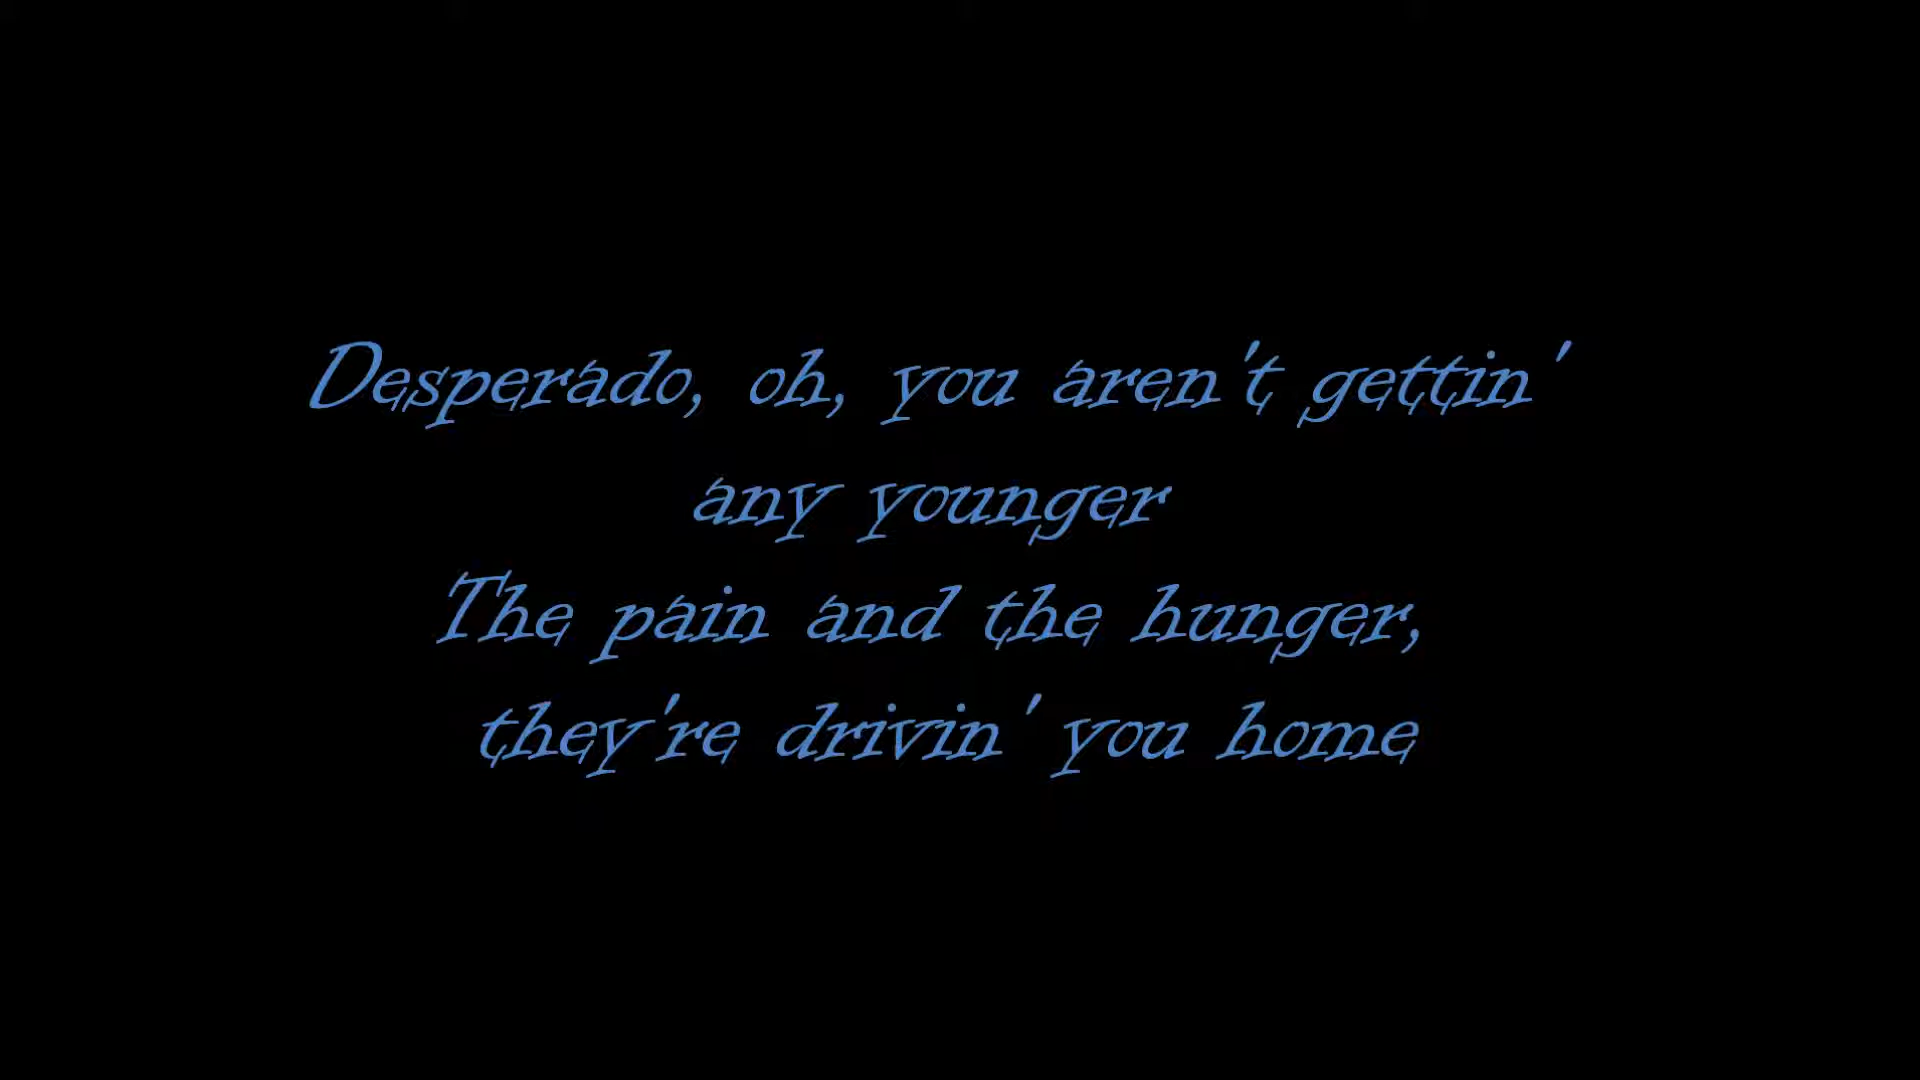 Desperado, oh, you aren't gettin'
any younger
The pain and the hunger,
they're drivin' you home